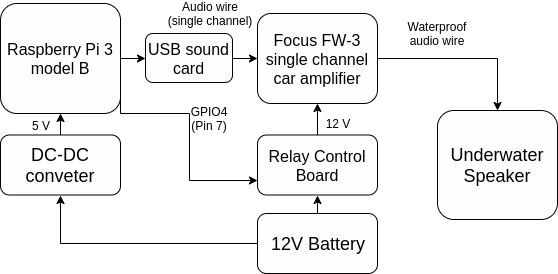 Audio wire
(single channel)
Raspberry Pi 3
model B
USB sound
card
Focus FW-3
single channel
car amplifier
Waterproof
audio wire
GPIO4
(Pin 7)
5 V
12 V
DC-DC
conveter
Relay Control
Board
Underwater
Speaker
12V Battery